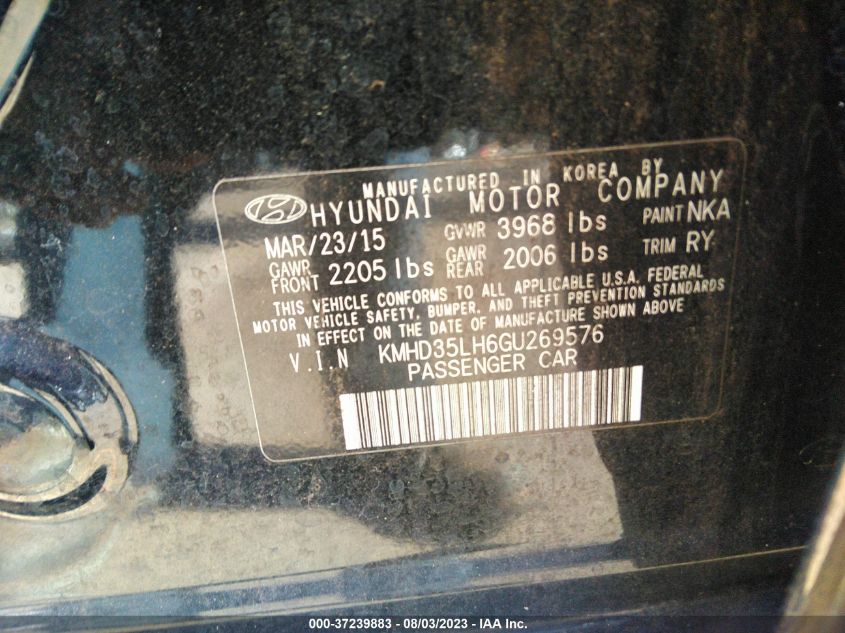 MANUFACTURED IN KOREA BY
HYUNDAI MOTOR COMPANY
MAR/23/15 GVWR 3968 lbs PAINT NKA
GAWR FRONT 2205 lbs GAWR REAR 2006 lbs TRIM RY
THIS VEHICLE CONFORMS TO ALL APPLICABLE U.S.A. FEDERAL
MOTOR VEHICLE SAFETY, BUMPER, AND THEFT PREVENTION STANDARDS
IN EFFECT ON THE DATE OF MANUFACTURE SHOWN ABOVE
V.I.N KMHD35LH6GU269576
PASSENGER CAR
000-37239883 - 08/03/2023 - IAA Inc.